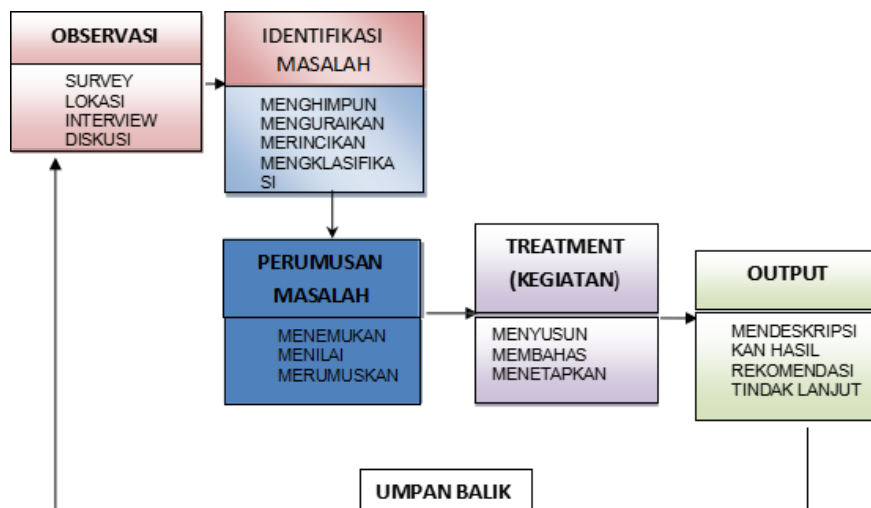 OBSERVASI
SURVEY
LOKASI
INTERVIEW
DISKUSI
IDENTIFIKASI
MASALAH
MENGHIMPUN
MENGURAIKAN
MERINCIKAN
MENGKLASIFIKA
SI
PERUMUSAN
MASALAH
MENEMUKAN
MENILAI
MERUMUSKAN
TREATMENT
(KEGIATAN)
MENYUSUN
MEMBAHAS
MENETAPKAN
OUTPUT
MENDESKRIPSI
KAN HASIL
REKOMENDASI
TINDAK LANJUT
UMPAN BALIK